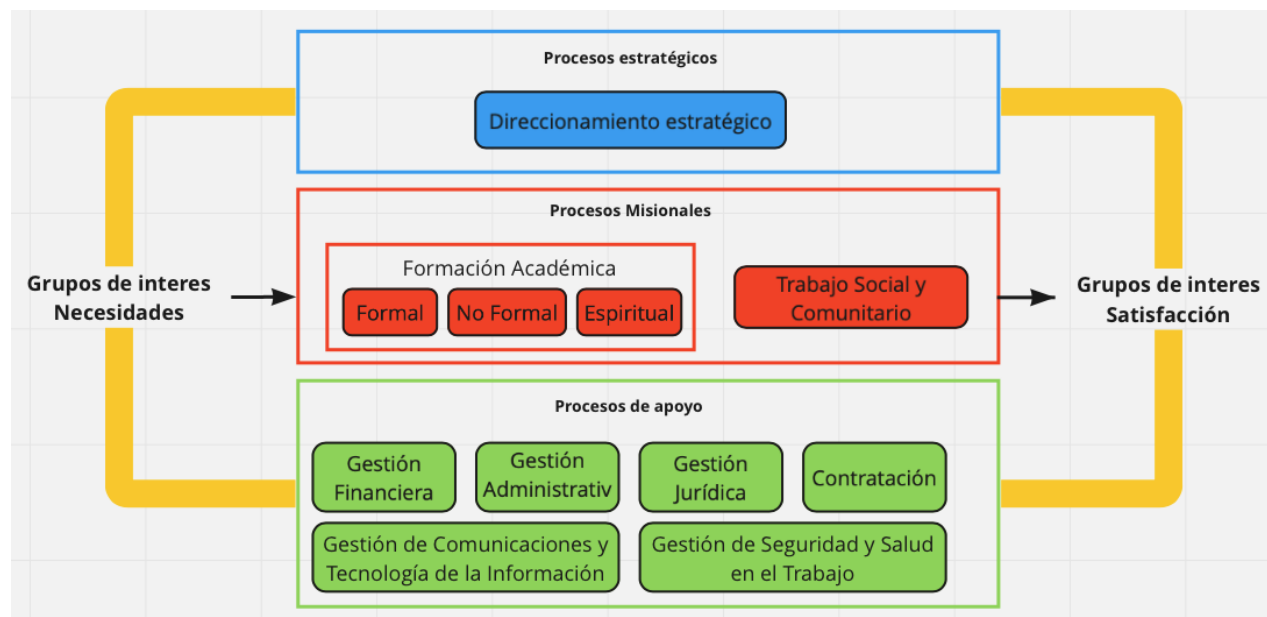 Procesos estratégicos
Direccionamiento estratégico
Procesos Misionales
Formación Académica
Formal
No Formal
Espiritual
Trabajo Social y
Comunitario
Grupos de interes
Necesidades
Grupos de interes
Satisfacción
Procesos de apoyo
Gestión
Financiera
Gestión
Administrativ
Gestión
Jurídica
Contratación
Gestión de Comunicaciones y
Tecnología de la Información
Gestión de Seguridad y Salud
en el Trabajo